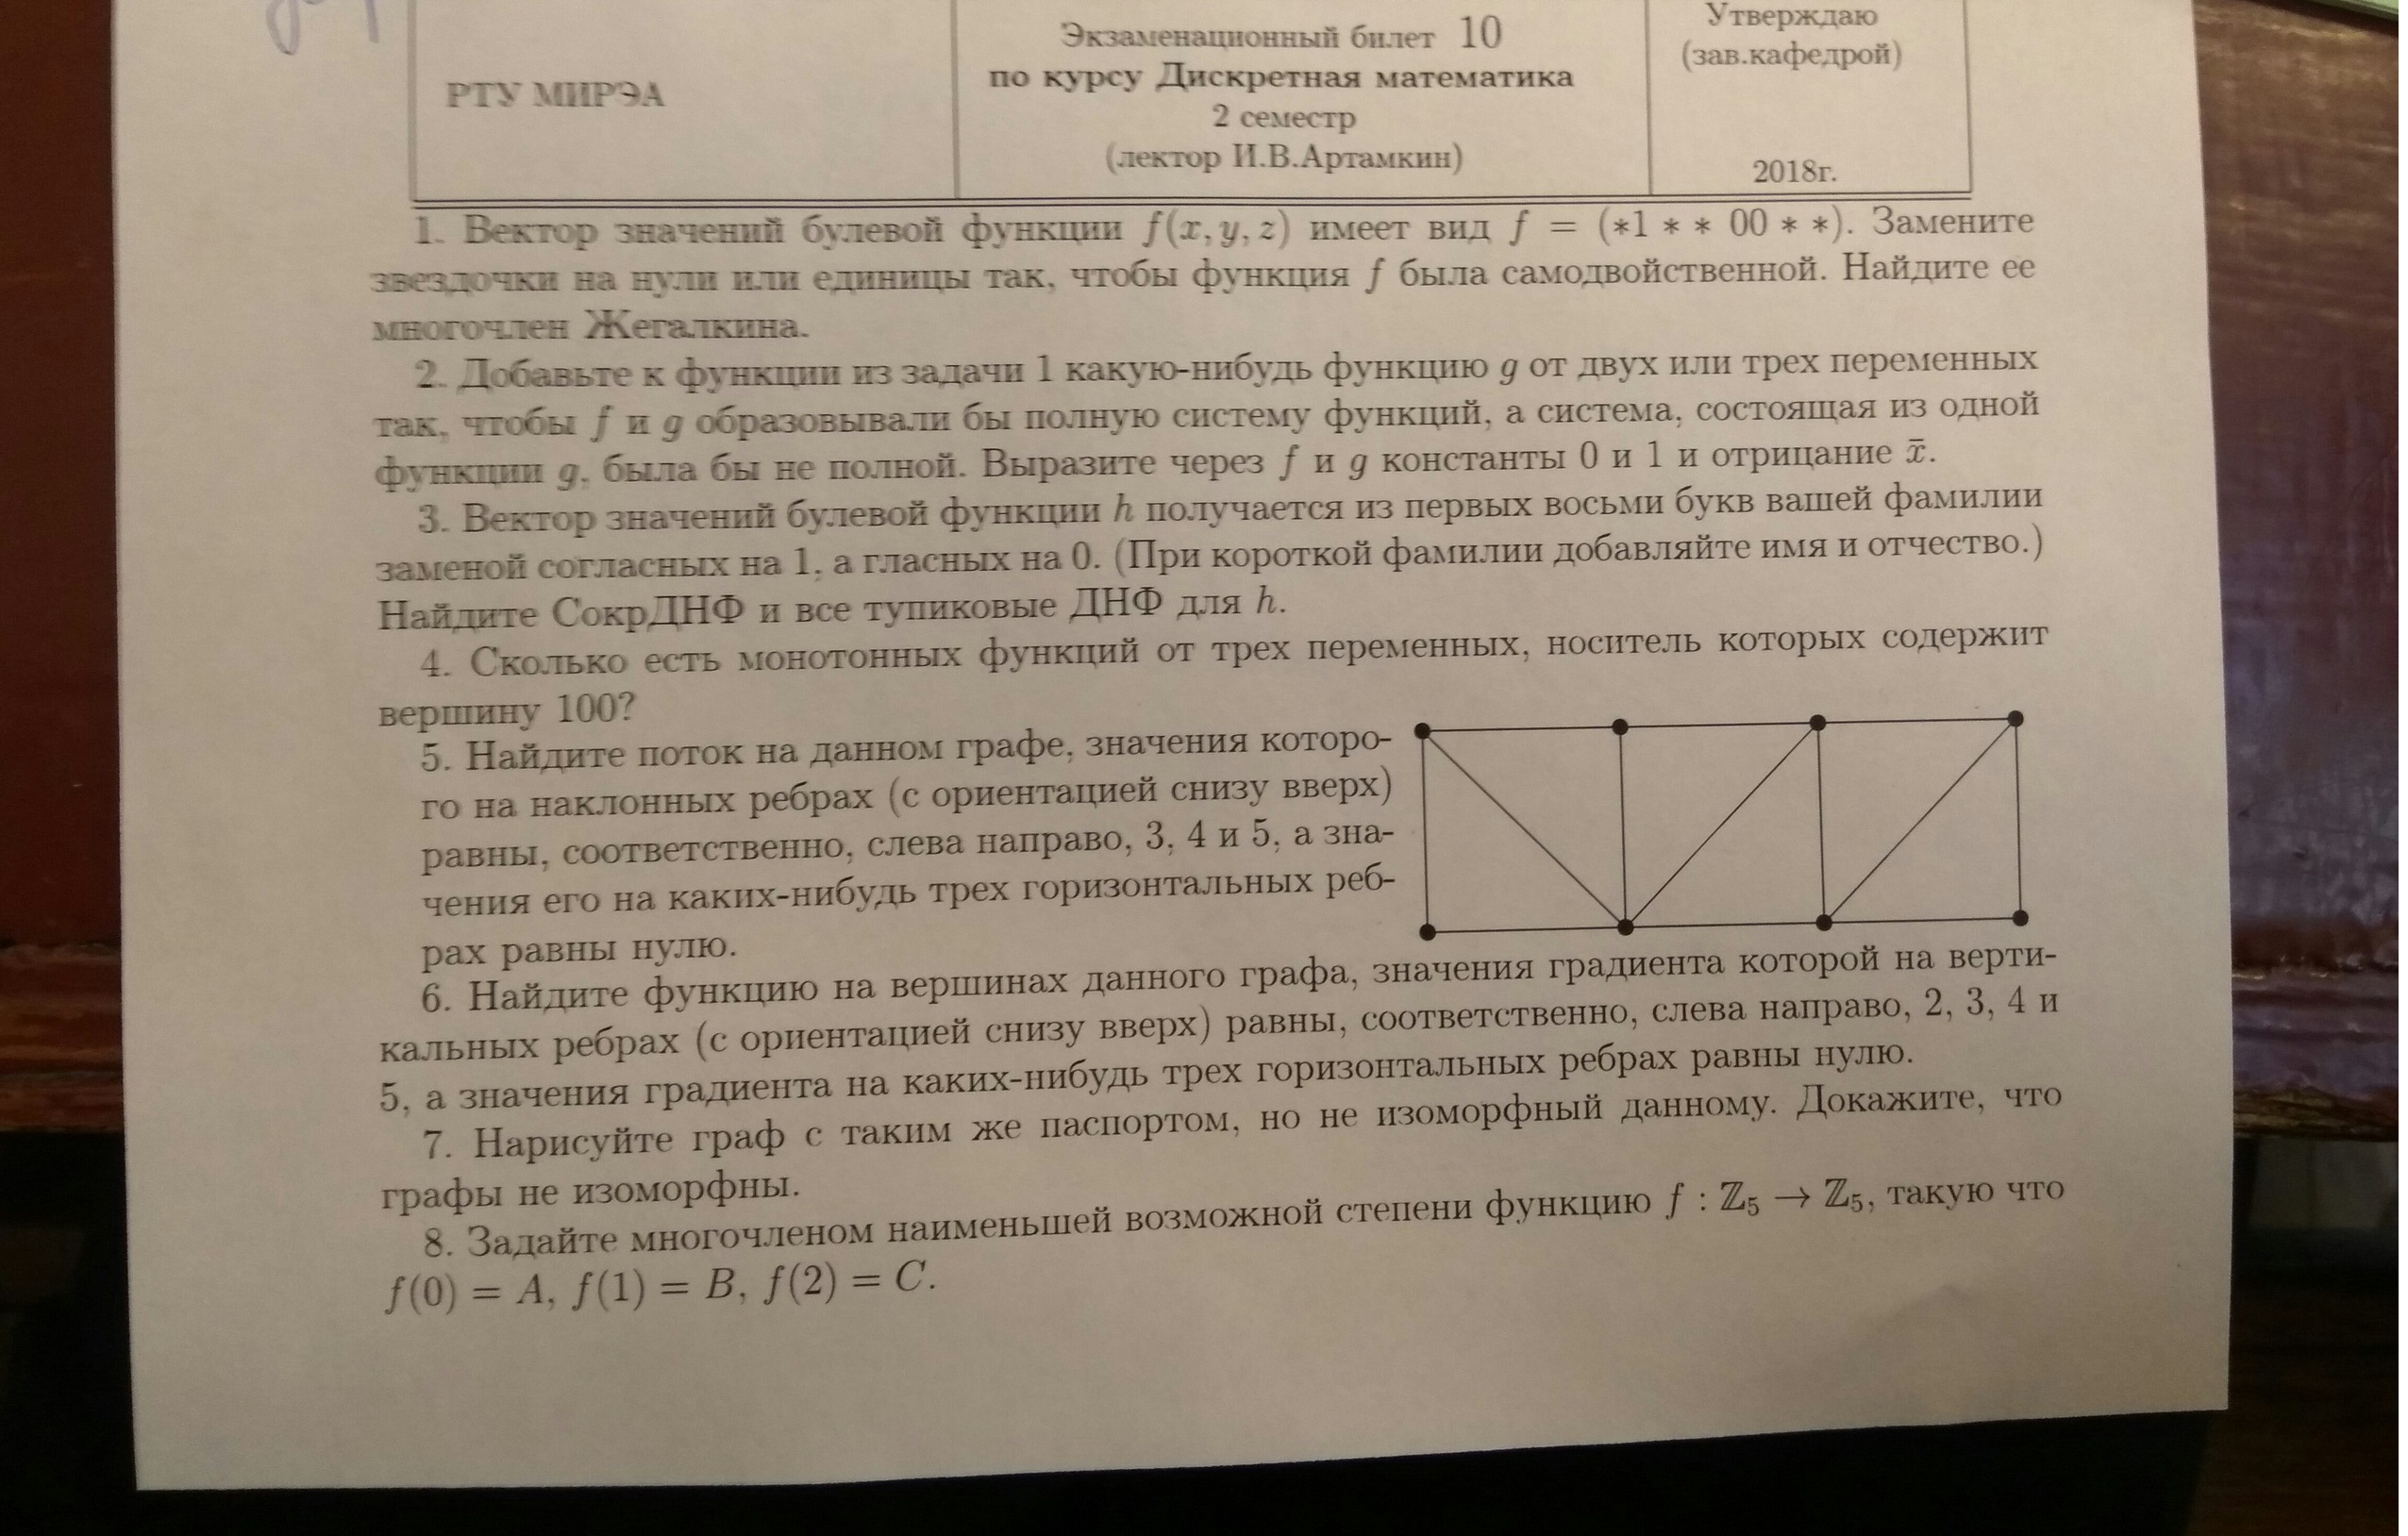 РТУ МИРЭА
Экзаменационный билет 10
по курсу Дискретная математика
2 семестр
(лектор И.В.Артамкин)
Утверждаю
(зав.кафедрой)
2018г.
1. Вектор значений булевой функции f(x, y, z) имеет вид f = (∗1 ∗ ∗ 00 ∗ ∗). Замените
звездочки на нули или единицы так, чтобы функция f была самодвойственной. Найдите ее
многочлен Жегалкина.
2. Добавьте к функции из задачи 1 какую-нибудь функцию g от двух или трех переменных
так, чтобы f и g образовывали бы полную систему функций, а система, состоящая из одной
функции g, была бы не полной. Выразите через f и g константы 0 и 1 и отрицание x̄.
3. Вектор значений булевой функции h получается из первых восьми букв вашей фамилии
заменой согласных на 1, а гласных на 0. (При короткой фамилии добавляйте имя и отчество.)
Найдите СокрДНФ и все тупиковые ДНФ для h.
4. Сколько есть монотонных функций от трех переменных, носитель которых содержит
вершину 100?
5. Найдите поток на данном графе, значения которо-
го на наклонных ребрах (с ориентацией снизу вверх)
равны, соответственно, слева направо, 3, 4 и 5, а зна-
чения его на каких-нибудь трех горизонтальных реб-
рах равны нулю.
6. Найдите функцию на вершинах данного графа, значения градиента которой на верти-
кальных ребрах (с ориентацией снизу вверх) равны, соответственно, слева направо, 2, 3, 4 и
5, а значения градиента на каких-нибудь трех горизонтальных ребрах равны нулю.
7. Нарисуйте граф с таким же паспортом, но не изоморфный данному. Докажите, что
графы не изоморфны.
8. Задайте многочленом наименьшей возможной степени функцию f : ℤ₅ → ℤ₅, такую что
f(0) = A, f(1) = B, f(2) = C.